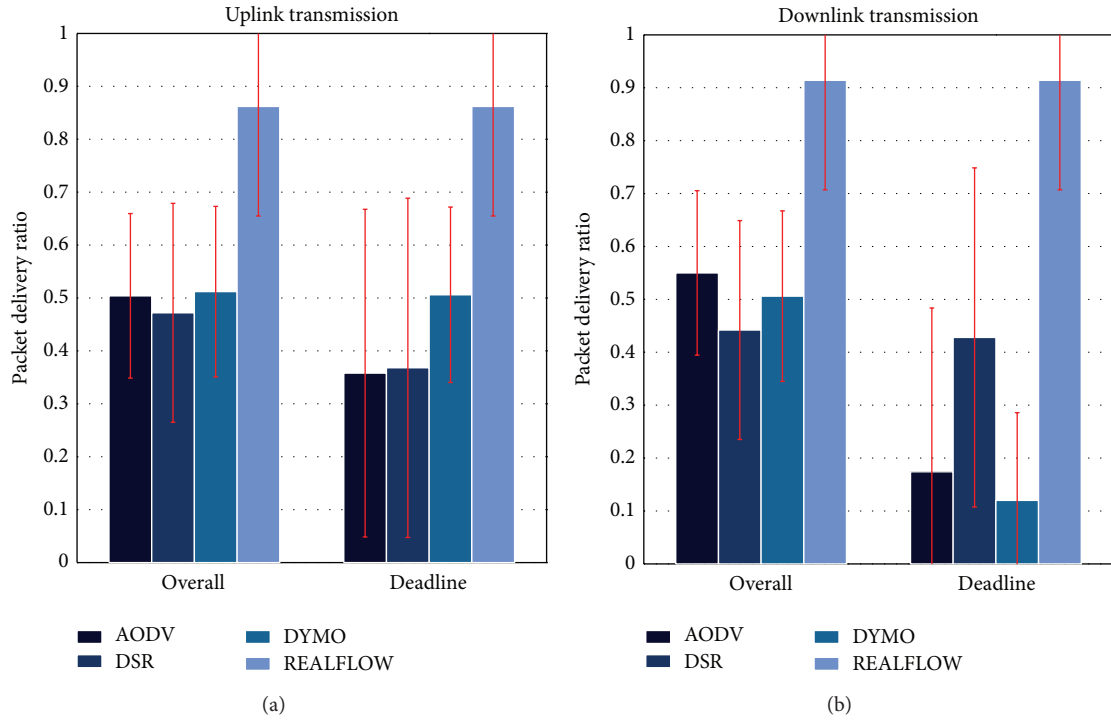 Uplink transmission
1
0.9
0.8
0.7
0.6
0.5
0.4
0.3
0.2
0.1
0
Packet delivery ratio
Overall
Deadline
AODV
DSR
DYMO
REALFLOW
(a)
Downlink transmission
1
0.9
0.8
0.7
0.6
0.5
0.4
0.3
0.2
0.1
0
Packet delivery ratio
Overall
Deadline
AODV
DSR
DYMO
REALFLOW
(b)